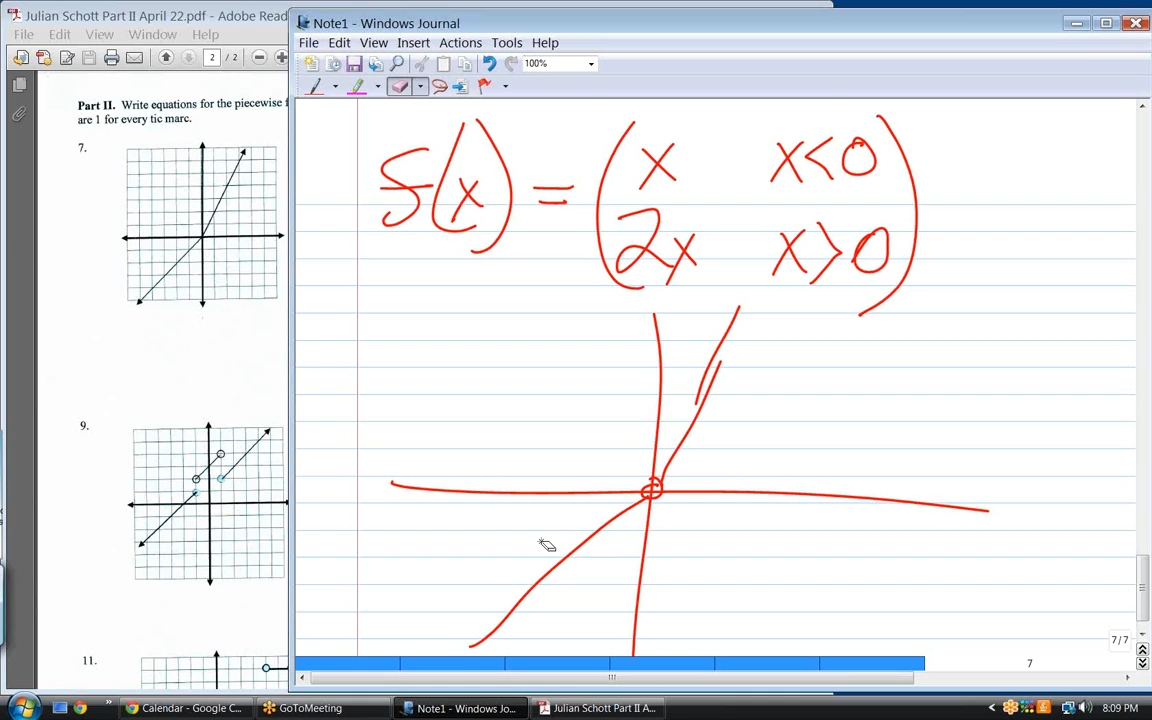 Julian Schott Part II April 22.pdf - Adobe Read
File Edit View Window Help
2 / 2
Part II. Write equations for the piecewise f
are 1 for every tic marc.
7.
9.
11.
Note1 - Windows Journal
File Edit View Insert Actions Tools Help
100%
f(x) = ( x x<0
2x x>0 )
7/7
7
Calendar - Google C...
GoToMeeting
Note1 - Windows Jo...
Julian Schott Part II A...
8:09 PM